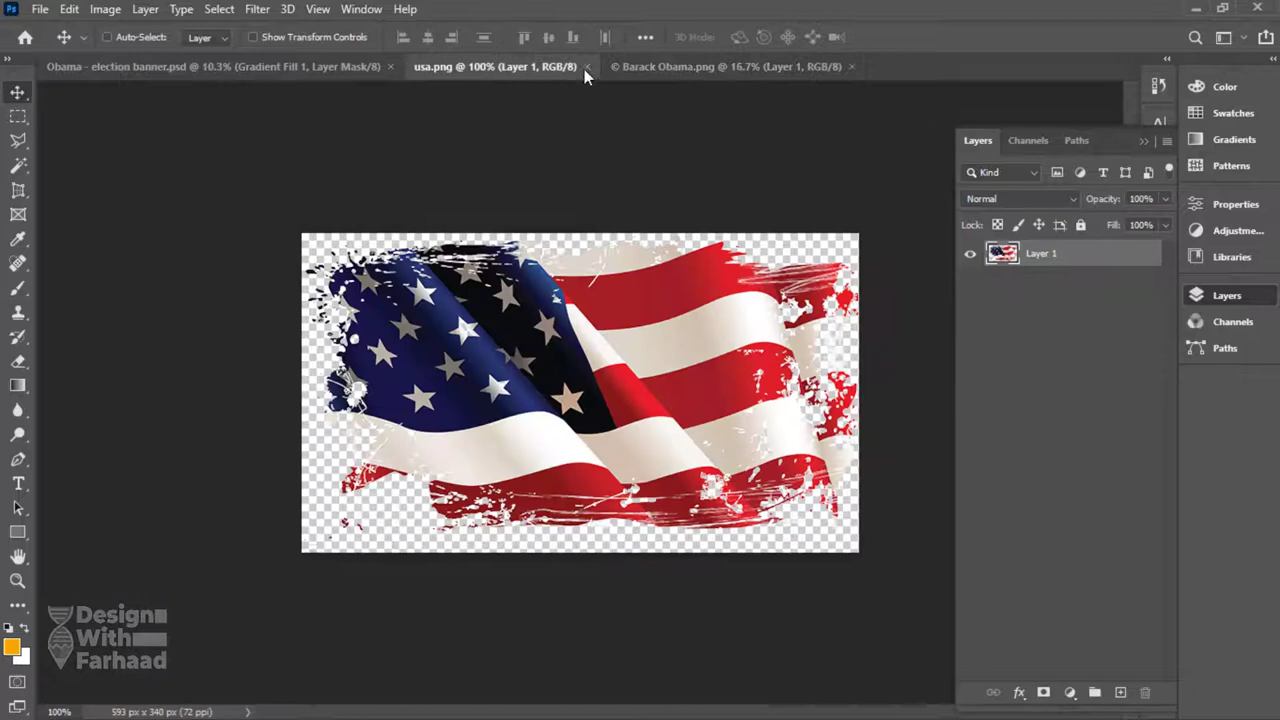 Ps File Edit Image Layer Type Select Filter 3D View Window Help
Auto-Select: Layer Show Transform Controls 3D Mode:
Obama - election banner.psd @ 10.3% (Gradient Fill 1, Layer Mask/8) × usa.png @ 100% (Layer 1, RGB/8) × © Barack Obama.png @ 16.7% (Layer 1, RGB/8) ×
Color
Swatches
Gradients
Patterns
Properties
Adjustme...
Libraries
Layers
Channels
Paths
Layers Channels Paths
Kind
Normal Opacity: 100%
Lock: Fill: 100%
Layer 1
fx
Design
With
Farhaad
100% 593 px x 340 px (72 ppi)